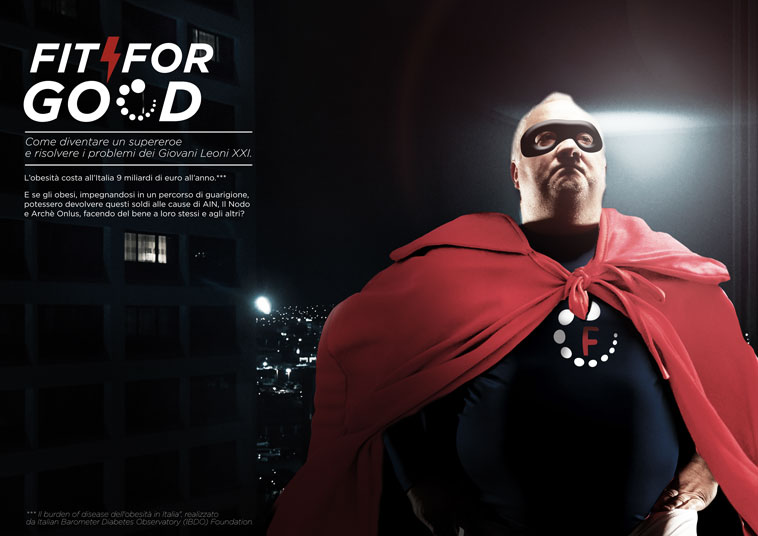 FIT FOR
GOOD
Come diventare un supereroe
e risolvere i problemi dei Giovani Leoni XXI.
L'obesità costa all'Italia 9 miliardi di euro all'anno.***
E se gli obesi, impegnandosi in un percorso di guarigione,
potessero devolvere questi soldi alle cause di AIN, Il Nodo
e Archè Onlus, facendo del bene a loro stessi e agli altri?
F
*** Il burden of disease dell'obesità in Italia", realizzato
da Italian Barometer Diabetes Observatory (IBDO) Foundation